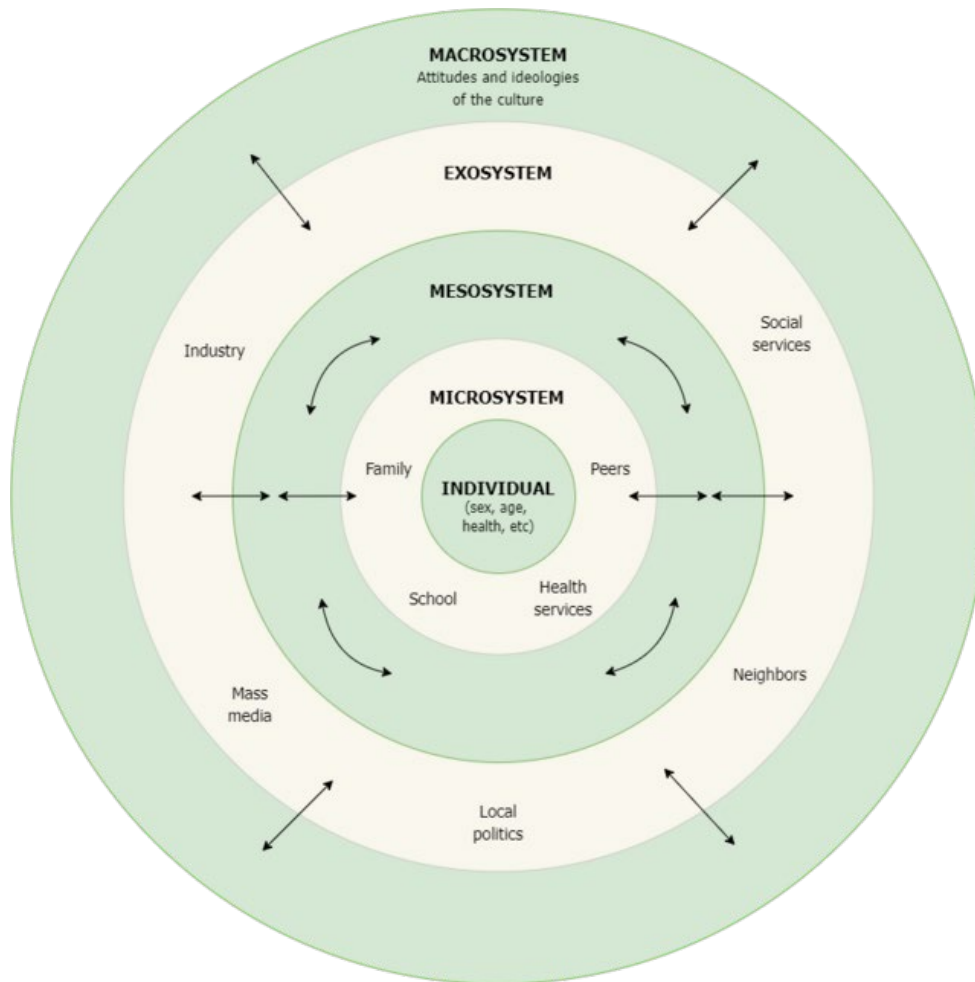 MACROSYSTEM
Attitudes and ideologies
of the culture
EXOSYSTEM
MESOSYSTEM
Industry
Social
services
MICROSYSTEM
Family
Peers
INDIVIDUAL
(sex, age,
health, etc)
School
Health
services
Mass
media
Neighbors
Local
politics